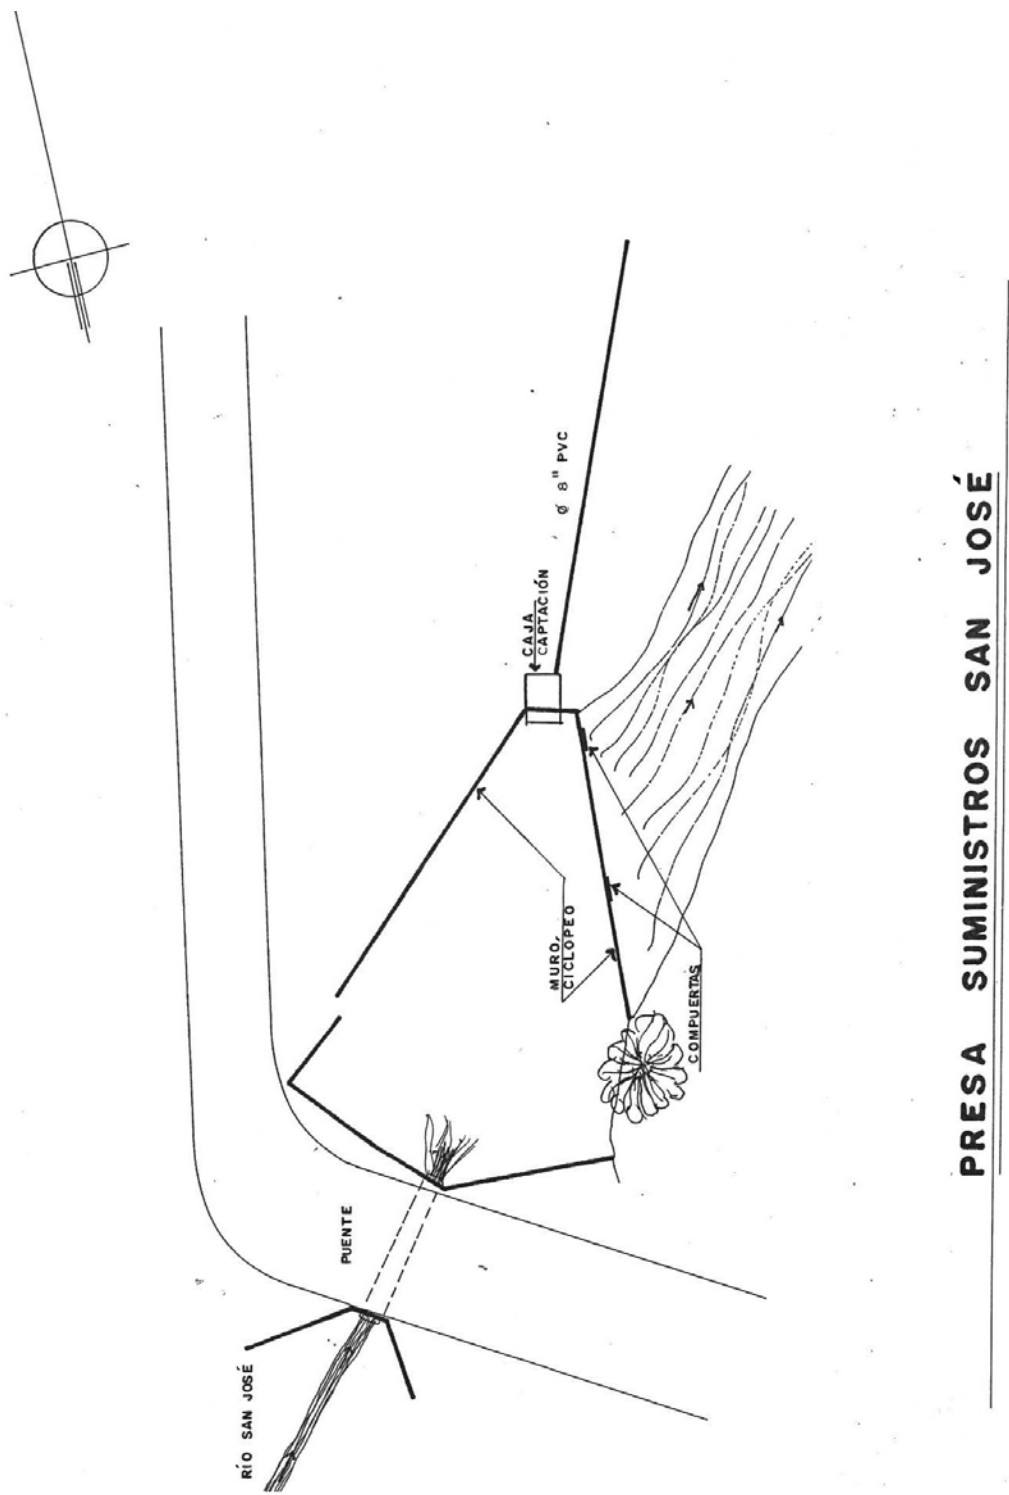 RÍO SAN JOSÉ
PUENTE
MURO,
CICLOPEO
COMPUERTAS
CAJA
CAPTACIÓN
Ø 8" PVC
PRESA SUMINISTROS SAN JOSÉ